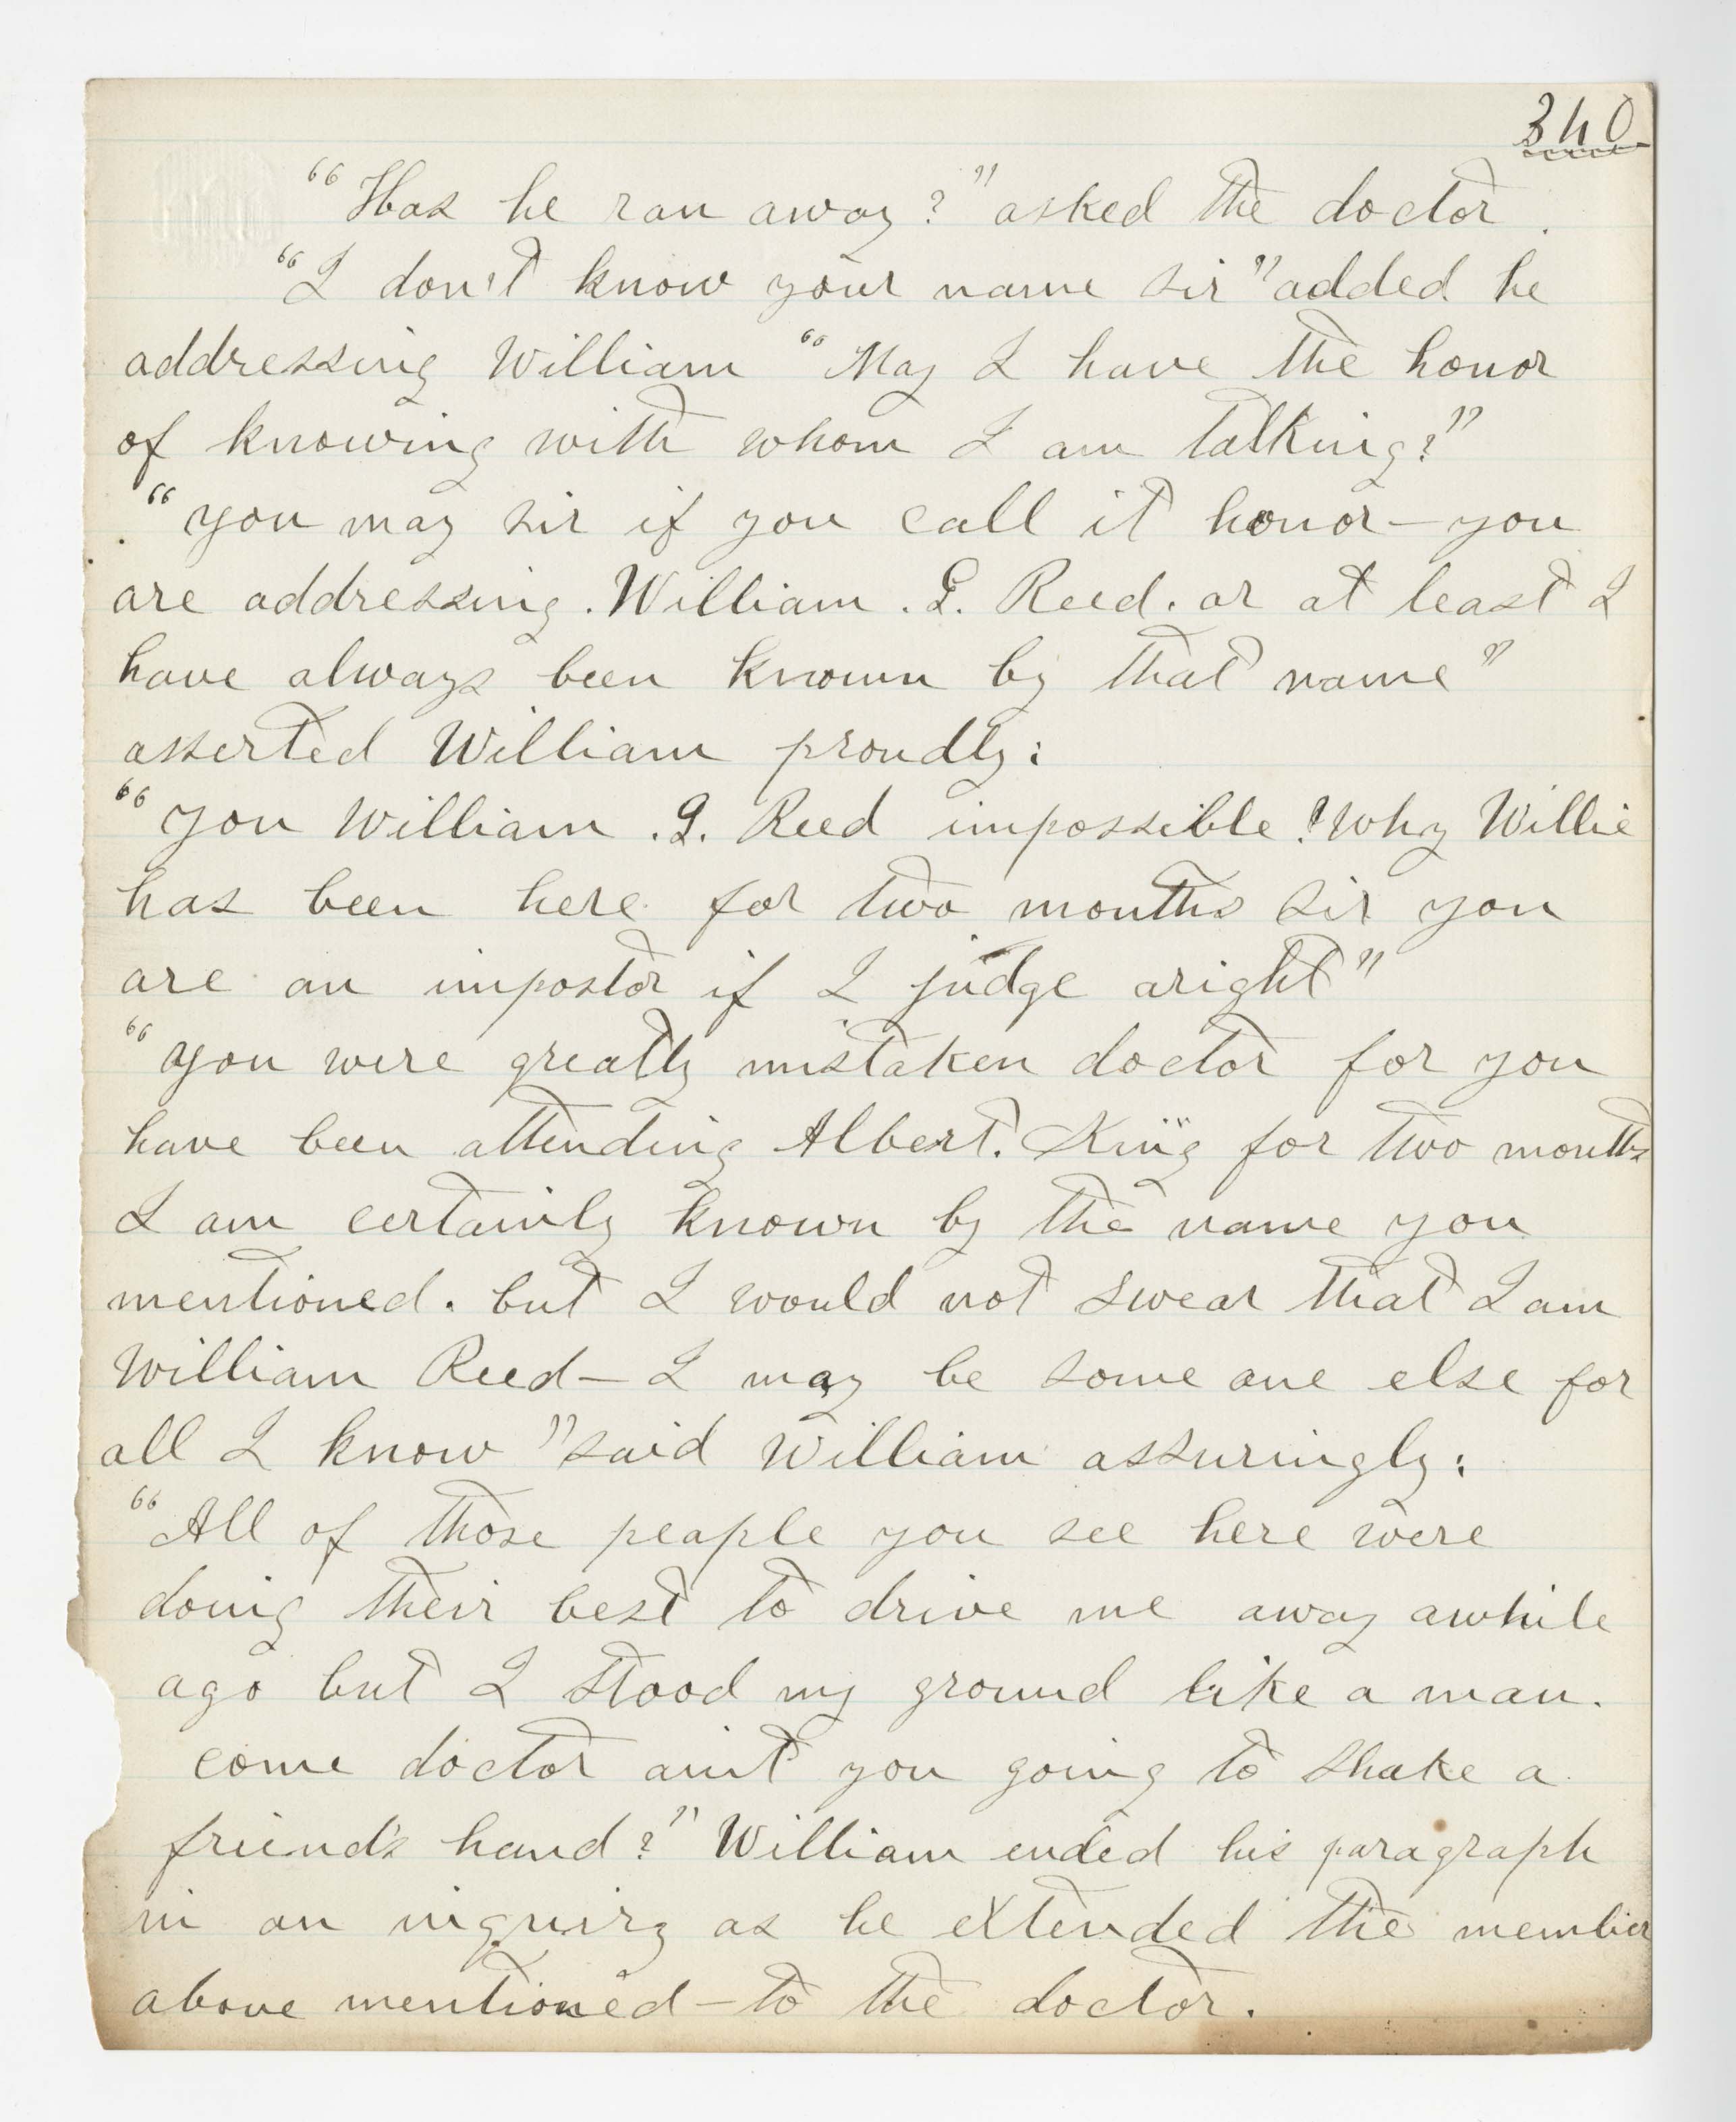 340
"Has he ran away?" asked the doctor.
"I don't know your name sir" added he
addressing William "May I have the honor
of knowing with whom I am talking?"
"you may sir if you call it honor — you
are addressing. William. G. Reed. or at least I
have always been known by that name"
asserted William proudly:
"you William. G. Reed impossible! why Willie
has been here for two months sir you
are an impostor if I judge aright"
"you were greatly mistaken doctor for you
have been attending Albert. King for two months
I am certainly known by the name you
mentioned. but I would not swear that I am
William Reed — I may be some one else for
all I know" said William assuringly:
"All of those people you see here were
doing their best to drive me away awhile
ago but I stood my ground like a man.
come doctor aint you going to shake a
friend's hand?" William ended his paragraph
in an inquiry as he extended the member
above mentioned — to the doctor.